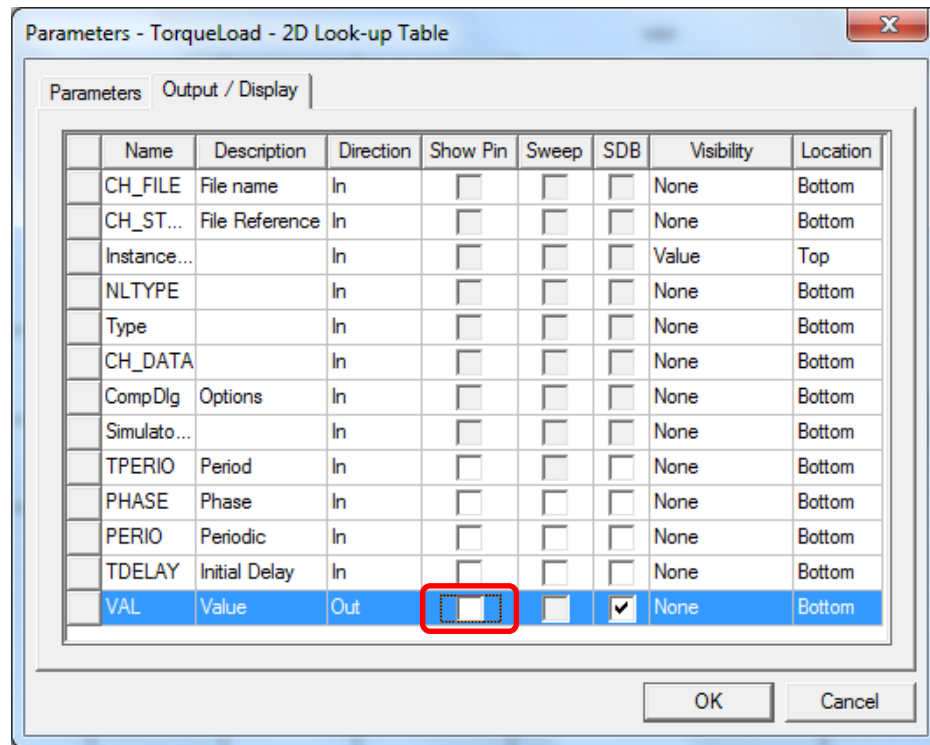 Parameters - TorqueLoad - 2D Look-up Table
Parameters Output / Display
Name Description Direction Show Pin Sweep SDB Visibility Location
CH_FILE File name In None Bottom
CH_ST... File Reference In None Bottom
Instance... In Value Top
NLTYPE In None Bottom
Type In None Bottom
CH_DATA In None Bottom
CompDlg Options In None Bottom
Simulato... In None Bottom
TPERIO Period In None Bottom
PHASE Phase In None Bottom
PERIO Periodic In None Bottom
TDELAY Initial Delay In None Bottom
VAL Value Out None Bottom
OK Cancel